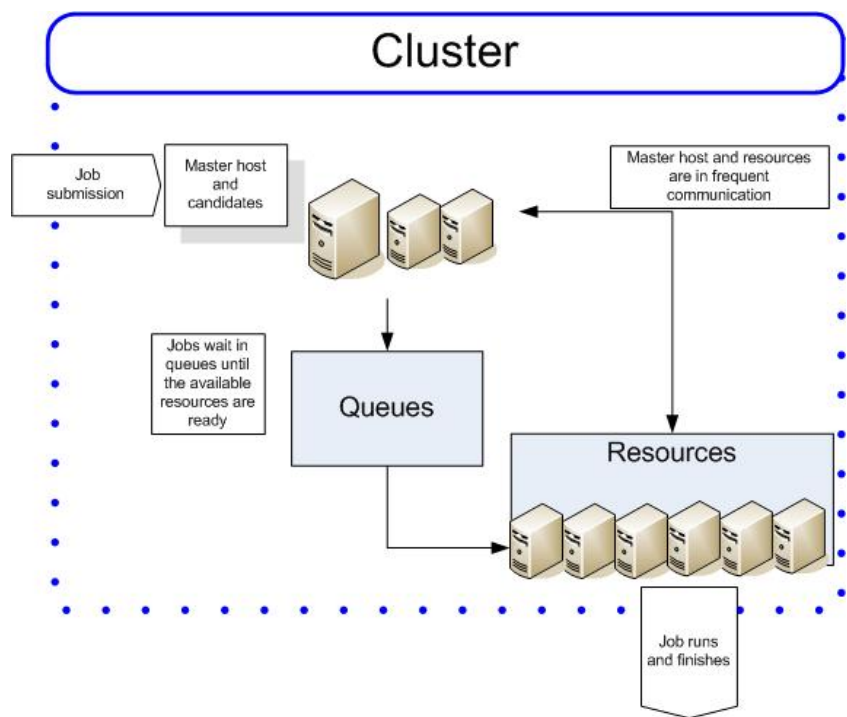 Cluster
Job
submission
Master host
and
candidates
Master host and resources
are in frequent
communication
Jobs wait in
queues until
the available
resources are
ready
Queues
Resources
Job runs
and finishes